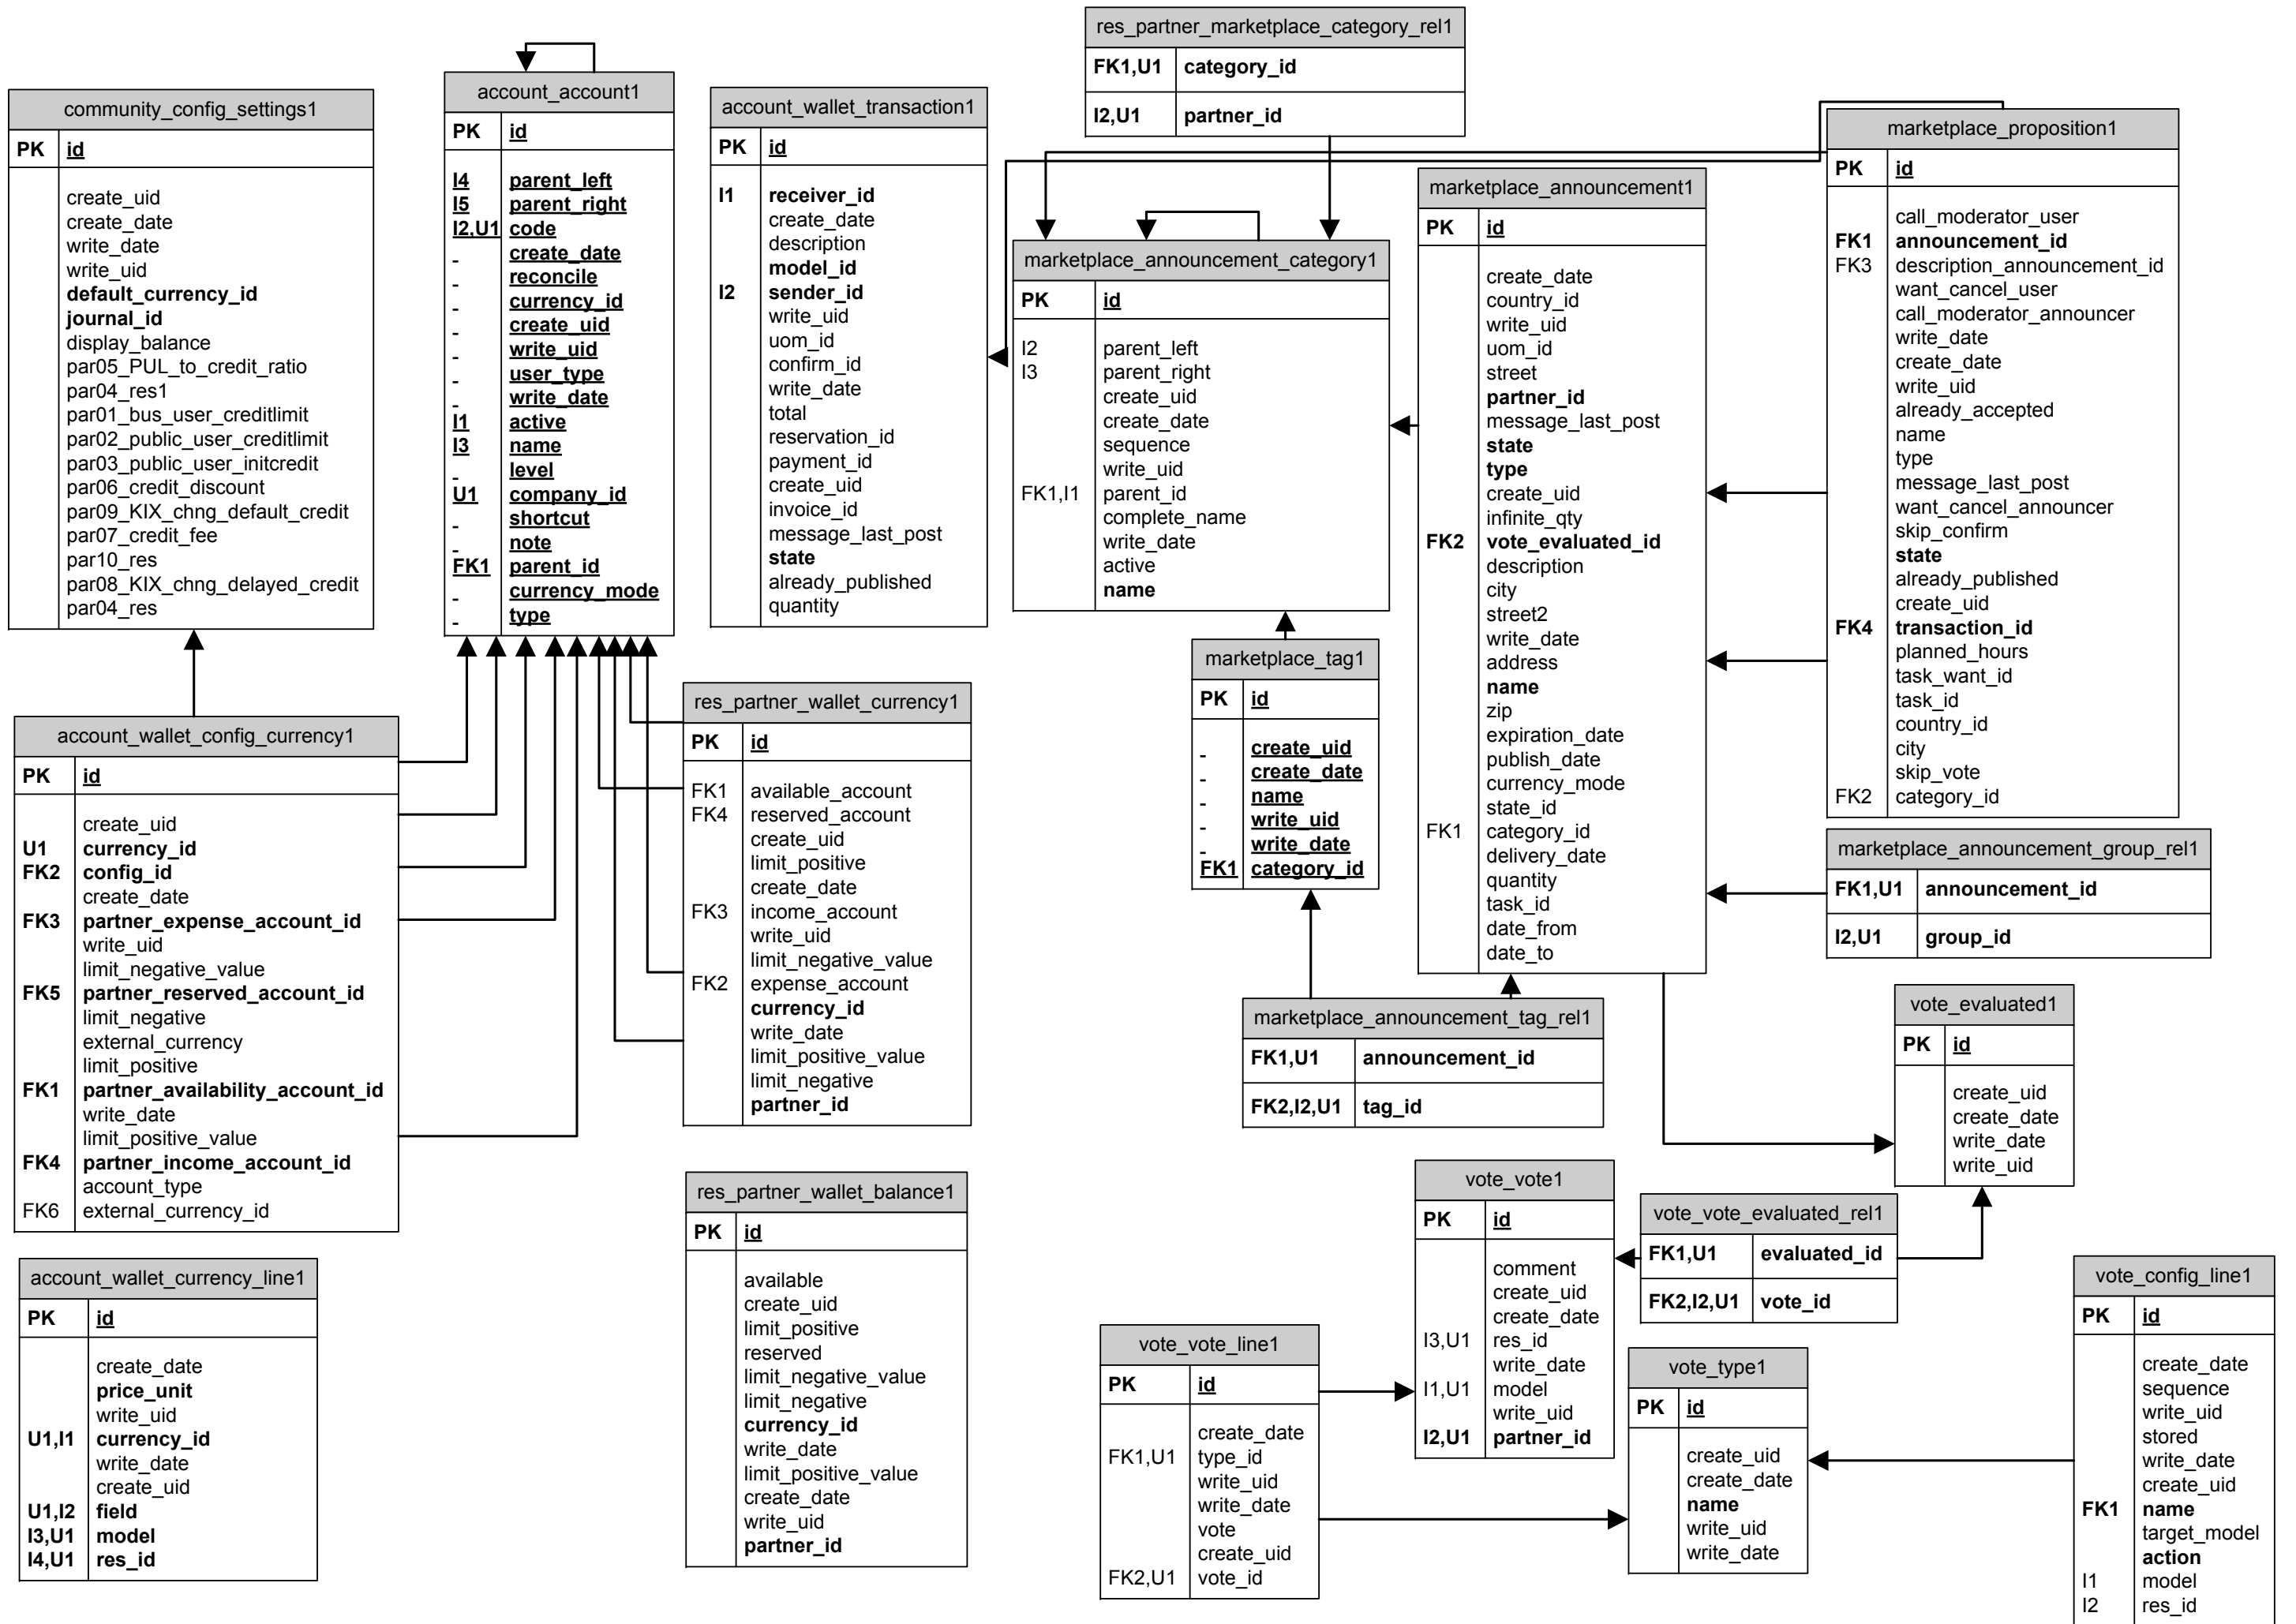 res_partner_marketplace_category_rel1
FK1,U1 category_id
I2,U1 partner_id
community_config_settings1
PK id
create_uid
create_date
write_date
write_uid
default_currency_id
journal_id
display_balance
par05_PUL_to_credit_ratio
par04_res1
par01_bus_user_creditlimit
par02_public_user_creditlimit
par03_public_user_initcredit
par06_credit_discount
par09_KIX_chng_default_credit
par07_credit_fee
par10_res
par08_KIX_chng_delayed_credit
par04_res
account_account1
PK id
I4 parent_left
I5 parent_right
I2,U1 code
- create_date
- reconcile
- currency_id
- create_uid
- write_uid
- user_type
- write_date
I1 active
I3 name
- level
U1 company_id
- shortcut
- note
FK1 parent_id
- currency_mode
- type
account_wallet_transaction1
PK id
I1 receiver_id
create_date
description
model_id
I2 sender_id
write_uid
uom_id
confirm_id
write_date
total
reservation_id
payment_id
create_uid
invoice_id
message_last_post
state
already_published
quantity
marketplace_announcement_category1
PK id
I2 parent_left
I3 parent_right
create_uid
create_date
sequence
write_uid
FK1,I1 parent_id
complete_name
write_date
active
name
marketplace_announcement1
PK id
create_date
country_id
write_uid
uom_id
street
partner_id
message_last_post
state
type
create_uid
infinite_qty
FK2 vote_evaluated_id
description
city
street2
write_date
address
name
zip
expiration_date
publish_date
currency_mode
state_id
FK1 category_id
delivery_date
quantity
task_id
date_from
date_to
marketplace_proposition1
PK id
call_moderator_user
FK1 announcement_id
FK3 description_announcement_id
want_cancel_user
call_moderator_announcer
write_date
create_date
write_uid
already_accepted
name
type
message_last_post
want_cancel_announcer
skip_confirm
state
already_published
create_uid
FK4 transaction_id
planned_hours
task_want_id
task_id
country_id
city
skip_vote
FK2 category_id
marketplace_tag1
PK id
- create_uid
- create_date
- name
- write_uid
- write_date
FK1 category_id
account_wallet_config_currency1
PK id
create_uid
U1 currency_id
FK2 config_id
create_date
FK3 partner_expense_account_id
write_uid
limit_negative_value
FK5 partner_reserved_account_id
limit_negative
external_currency
limit_positive
FK1 partner_availability_account_id
write_date
limit_positive_value
FK4 partner_income_account_id
account_type
FK6 external_currency_id
res_partner_wallet_currency1
PK id
FK1 available_account
FK4 reserved_account
create_uid
limit_positive
create_date
FK3 income_account
write_uid
limit_negative_value
FK2 expense_account
currency_id
write_date
limit_positive_value
limit_negative
partner_id
marketplace_announcement_group_rel1
FK1,U1 announcement_id
I2,U1 group_id
marketplace_announcement_tag_rel1
FK1,U1 announcement_id
FK2,I2,U1 tag_id
vote_evaluated1
PK id
create_uid
create_date
write_date
write_uid
res_partner_wallet_balance1
PK id
available
create_uid
limit_positive
reserved
limit_negative_value
limit_negative
currency_id
write_date
limit_positive_value
create_date
write_uid
partner_id
account_wallet_currency_line1
PK id
create_date
price_unit
write_uid
U1,I1 currency_id
write_date
create_uid
U1,I2 field
I3,U1 model
I4,U1 res_id
vote_vote1
PK id
comment
create_uid
create_date
I3,U1 res_id
write_date
I1,U1 model
write_uid
I2,U1 partner_id
vote_vote_evaluated_rel1
FK1,U1 evaluated_id
FK2,I2,U1 vote_id
vote_vote_line1
PK id
create_date
FK1,U1 type_id
write_uid
write_date
vote
create_uid
FK2,U1 vote_id
vote_type1
PK id
create_uid
create_date
name
write_uid
write_date
vote_config_line1
PK id
create_date
sequence
write_uid
stored
write_date
create_uid
FK1 name
target_model
action
I1 model
I2 res_id